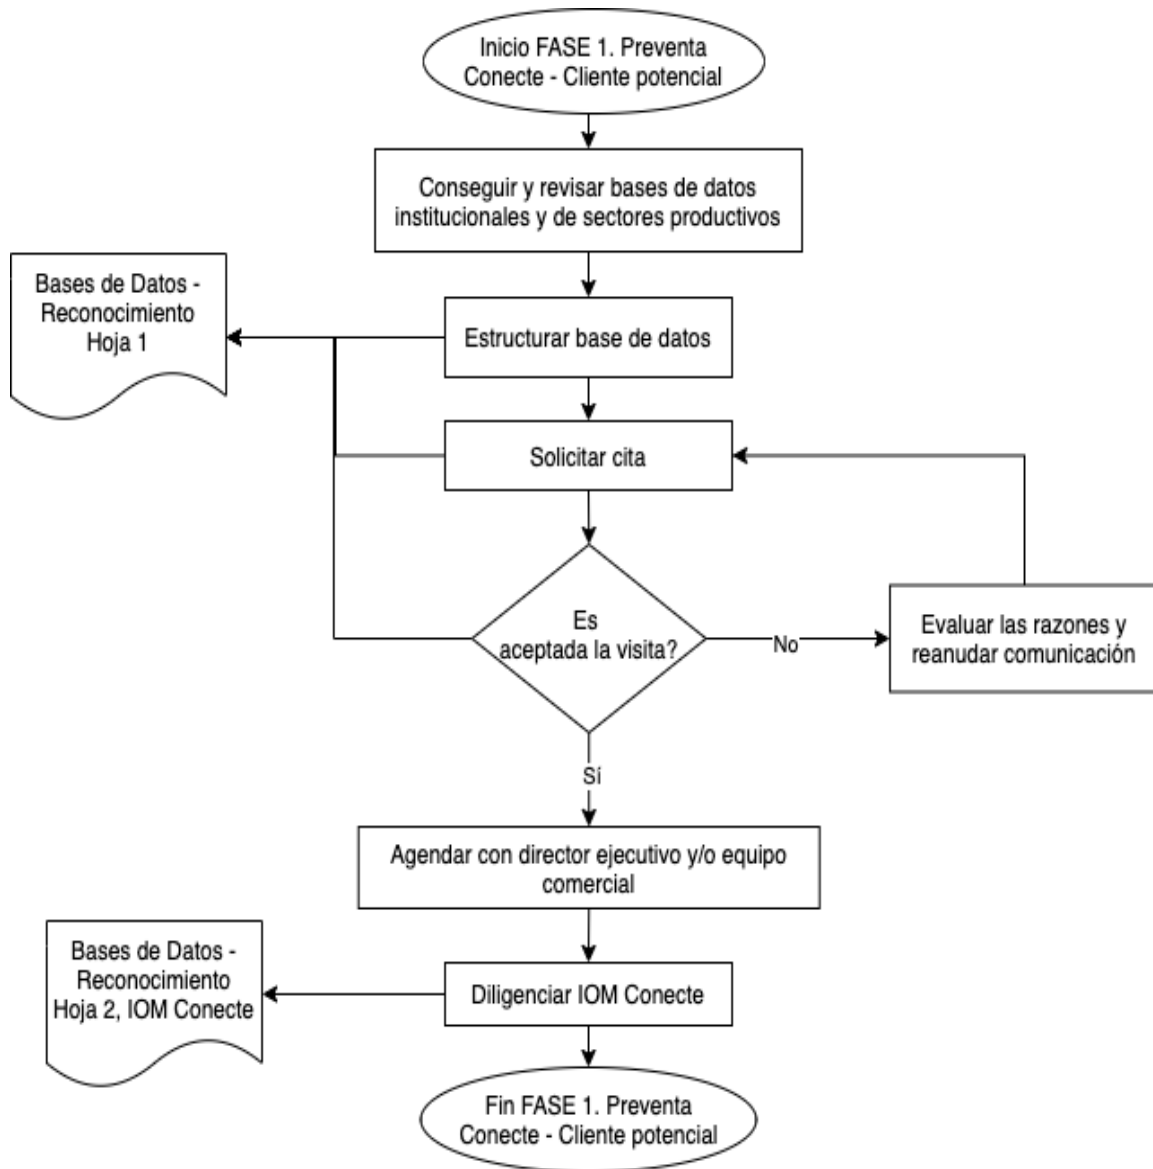 Inicio FASE 1. Preventa
Conecte - Cliente potencial
Conseguir y revisar bases de datos
institucionales y de sectores productivos
Bases de Datos -
Reconocimiento
Hoja 1
Estructurar base de datos
Solicitar cita
Es
aceptada la visita?
No
Evaluar las razones y
reanudar comunicación
Sí
Agendar con director ejecutivo y/o equipo
comercial
Bases de Datos -
Reconocimiento
Hoja 2, IOM Conecte
Diligenciar IOM Conecte
Fin FASE 1. Preventa
Conecte - Cliente potencial